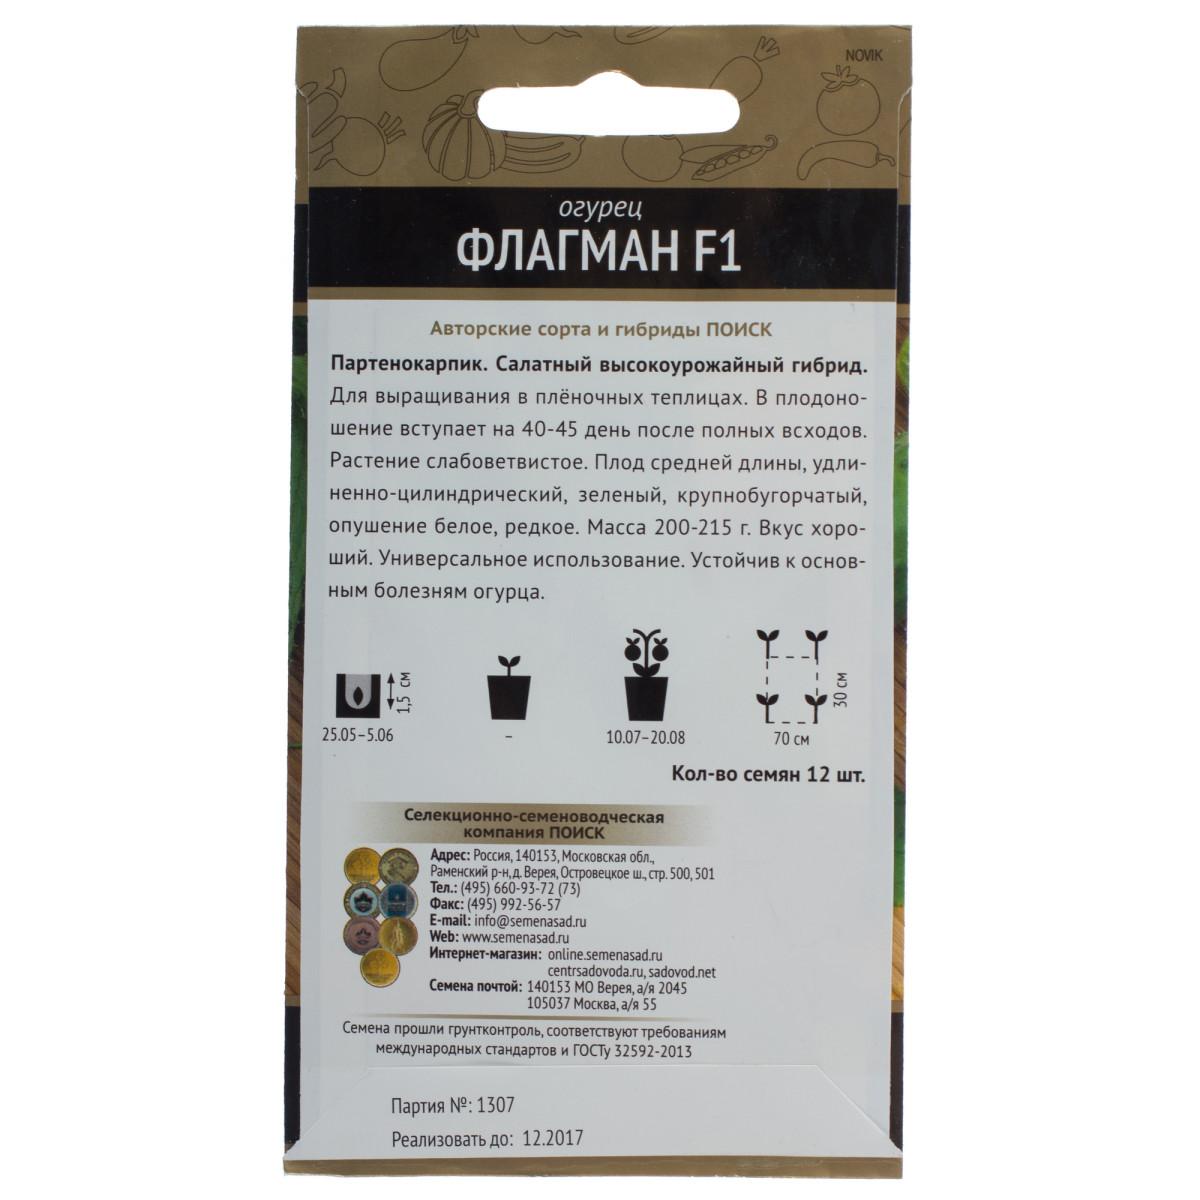 NOVIK
огурец
ФЛАГМАН F1
Авторские сорта и гибриды ПОИСК
Партенокарпик. Салатный высокоурожайный гибрид.
Для выращивания в плёночных теплицах. В плодоно-
шение вступает на 40-45 день после полных всходов.
Растение слабоветвистое. Плод средней длины, удли-
ненно-цилиндрический, зеленый, крупнобугорчатый,
опушение белое, редкое. Масса 200-215 г. Вкус хоро-
ший. Универсальное использование. Устойчив к основ-
ным болезням огурца.
1,5 см
30 см
25.05–5.06
–
10.07–20.08
70 см
Кол-во семян 12 шт.
Селекционно-семеноводческая
компания ПОИСК
Адрес: Россия, 140153, Московская обл.,
Раменский р-н, д. Верея, Островецкое ш., стр. 500, 501
Тел.: (495) 660-93-72 (73)
Факс: (495) 992-56-57
E-mail: info@semenasad.ru
Web: www.semenasad.ru
Интернет-магазин: online.semenasad.ru
centrsadovoda.ru, sadovod.net
Семена почтой: 140153 МО Верея, а/я 2045
105037 Москва, а/я 55
Семена прошли грунтконтроль, соответствуют требованиям
международных стандартов и ГОСТу 32592-2013
Партия №: 1307
Реализовать до: 12.2017